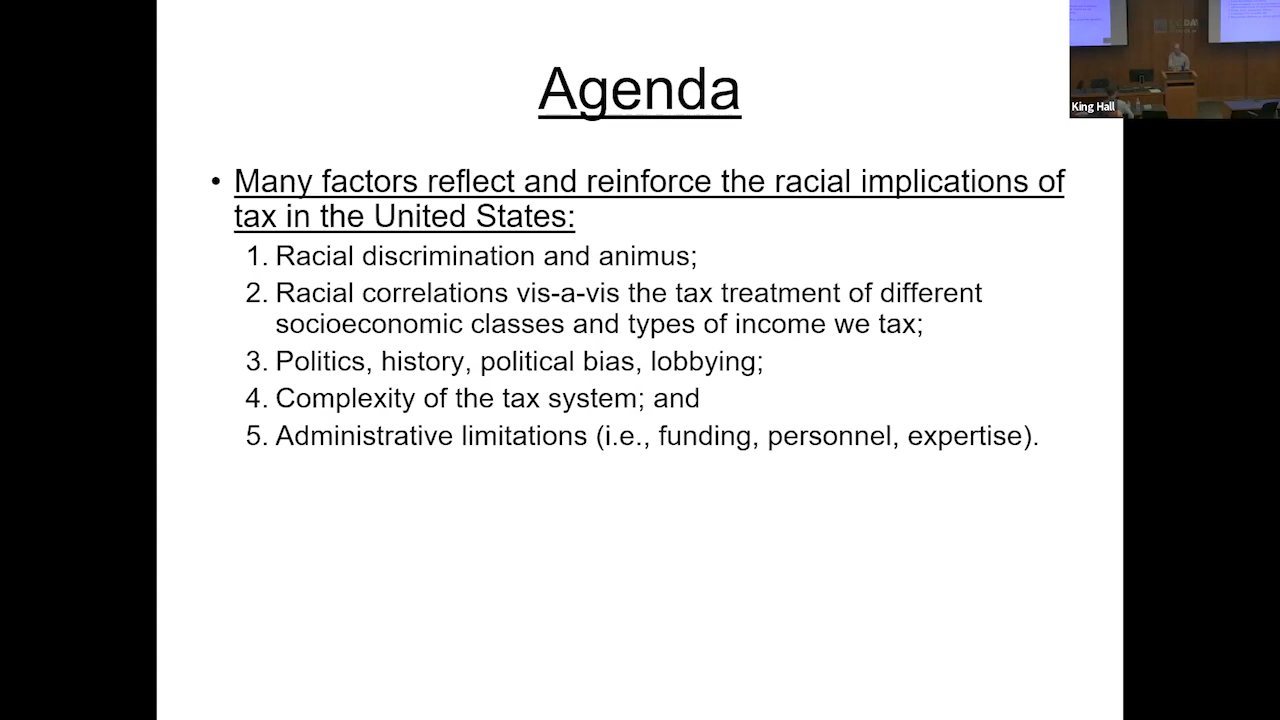 Agenda
• Many factors reflect and reinforce the racial implications of
tax in the United States:
1. Racial discrimination and animus;
2. Racial correlations vis-a-vis the tax treatment of different
socioeconomic classes and types of income we tax;
3. Politics, history, political bias, lobbying;
4. Complexity of the tax system; and
5. Administrative limitations (i.e., funding, personnel, expertise).
King Hall